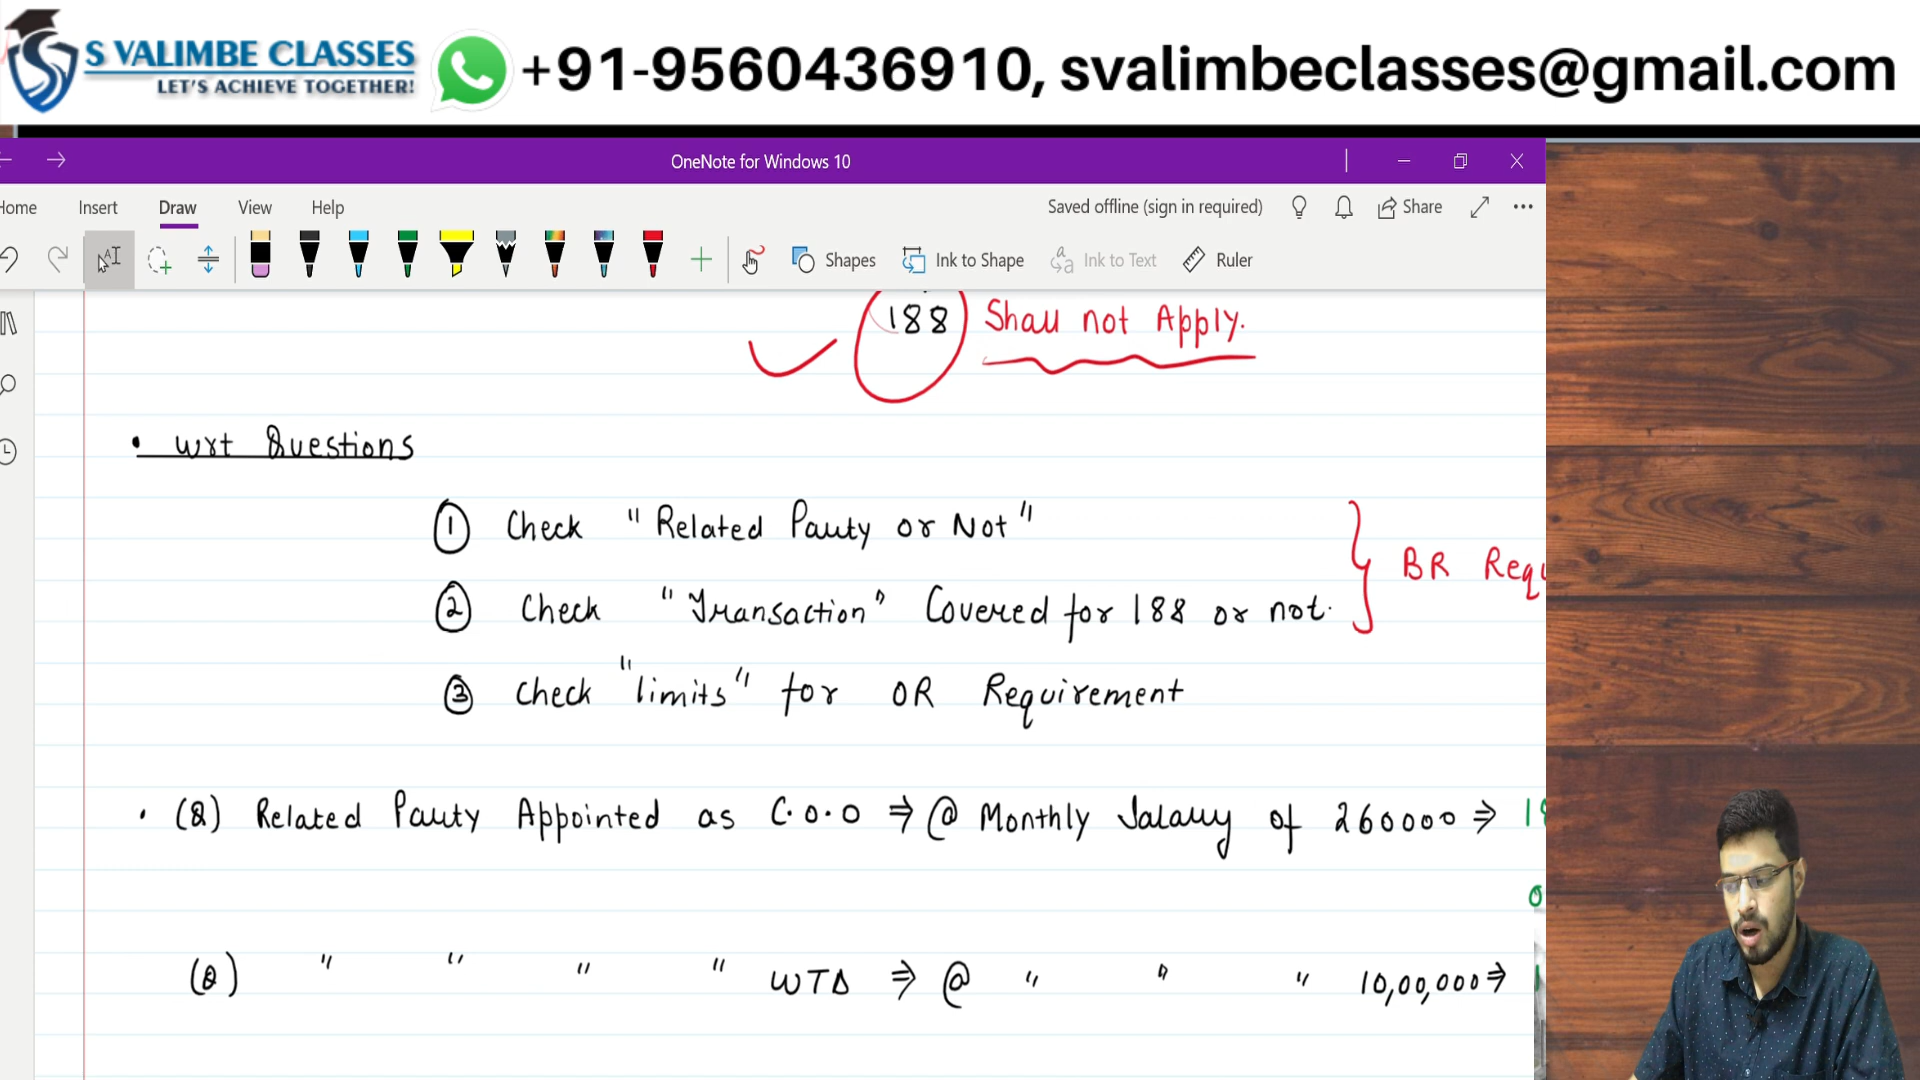 S VALIMBE CLASSES
LET'S ACHIEVE TOGETHER!
+91-9560436910, svalimbeclasses@gmail.com
OneNote for Windows 10
Home Insert Draw View Help
Saved offline (sign in required) Share
Shapes Ink to Shape Ink to Text Ruler
188 Shall not Apply.
• wrt Questions
① Check "Related Party or Not"
② Check "Transaction" Covered for 188 or not.
BR Requ
③ Check "limits" for OR Requirement
• (Q) Related Party Appointed as C.O.O ⇒ @ Monthly Salary of 260000 ⇒
(Q) " " " " WTD ⇒ @ " " " 10,00,000 ⇒